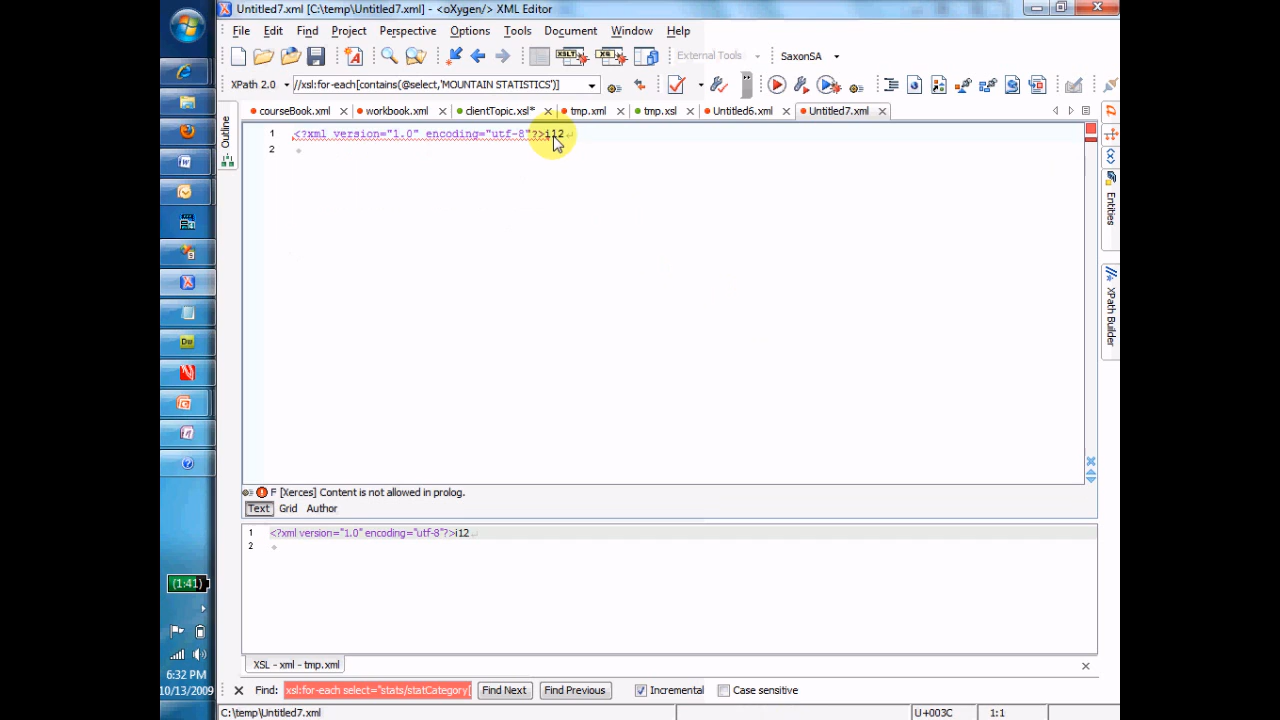 Untitled7.xml [C:\temp\Untitled7.xml] - <oXygen/> XML Editor
File Edit Find Project Perspective Options Tools Document Window Help
External Tools SaxonSA
XPath 2.0 //xsl:for-each[contains(@select,'MOUNTAIN STATISTICS')]
courseBook.xml workbook.xml clientTopic.xsl* tmp.xml tmp.xsl Untitled6.xml Untitled7.xml
Outline
1 <?xml version="1.0" encoding="utf-8"?>i12
2
Entities
XPath Builder
F [Xerces] Content is not allowed in prolog.
Text Grid Author
1 <?xml version="1.0" encoding="utf-8"?>i12
2
XSL - xml - tmp.xml
Find: xsl:for-each select="stats/statCategory[ Find Next Find Previous Incremental Case sensitive
C:\temp\Untitled7.xml U+003C 1:1
(1:41)
6:32 PM
10/13/2009